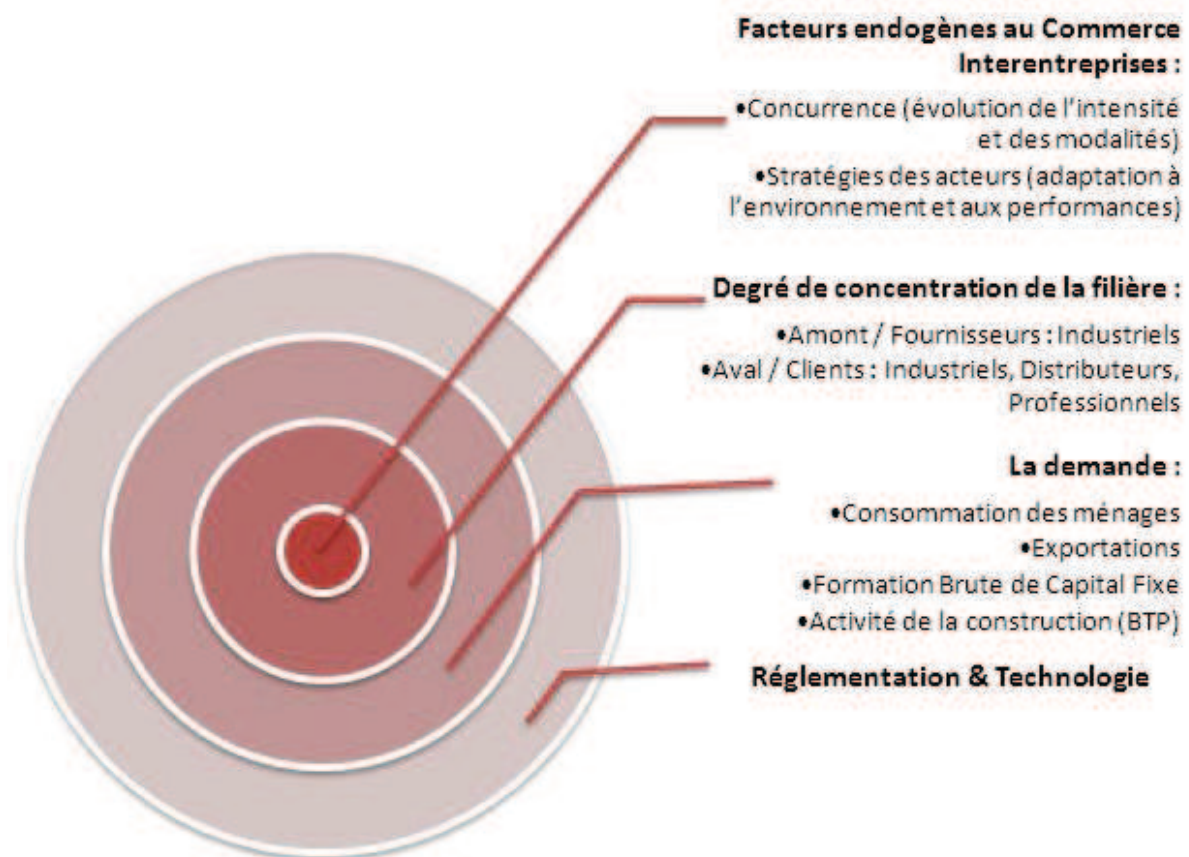 Facteurs endogènes au Commerce
Interentreprises :
•Concurrence (évolution de l'intensité
et des modalités)
•Stratégies des acteurs (adaptation à
l'environnement et aux performances)
Degré de concentration de la filière :
•Amont / Fournisseurs : Industriels
•Aval / Clients : Industriels, Distributeurs,
Professionnels
La demande :
•Consommation des ménages
•Exportations
•Formation Brute de Capital Fixe
•Activité de la construction (BTP)
Réglementation & Technologie